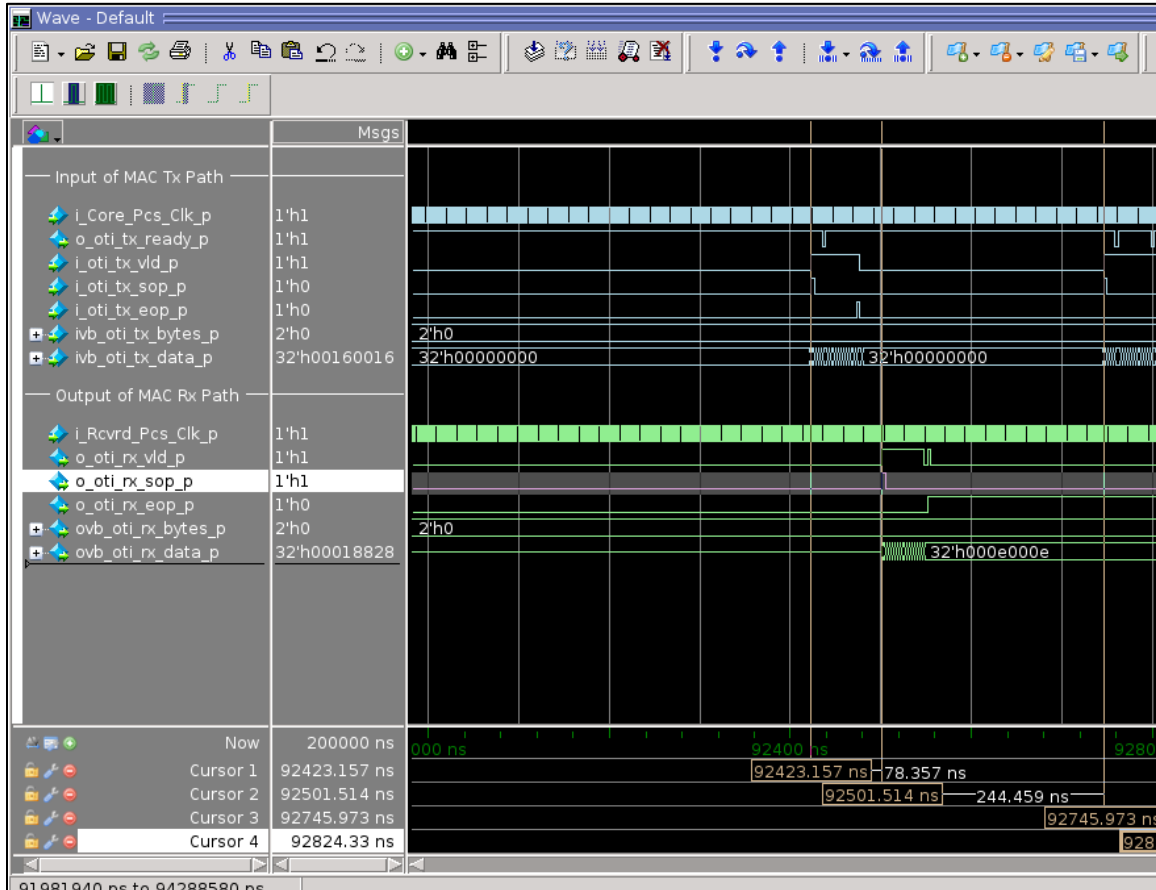 Wave - Default
Msgs
Input of MAC Tx Path
i_Core_Pcs_Clk_p 1'h1
o_oti_tx_ready_p 1'h1
i_oti_tx_vld_p 1'h1
i_oti_tx_sop_p 1'h0
i_oti_tx_eop_p 1'h0
ivb_oti_tx_bytes_p 2'h0 2'h0
ivb_oti_tx_data_p 32'h00160016 32'h00000000 32'h00000000
Output of MAC Rx Path
i_Rcvrd_Pcs_Clk_p 1'h1
o_oti_rx_vld_p 1'h1
o_oti_rx_sop_p 1'h1
o_oti_rx_eop_p 1'h0
ovb_oti_rx_bytes_p 2'h0 2'h0
ovb_oti_rx_data_p 32'h00018828 32'h000e000e
Now 200000 ns 000 ns 92400 ns 9280
Cursor 1 92423.157 ns 92423.157 ns 78.357 ns
Cursor 2 92501.514 ns 92501.514 ns 244.459 ns
Cursor 3 92745.973 ns 92745.973 ns
Cursor 4 92824.33 ns 928
91981940 ps to 94288580 ps